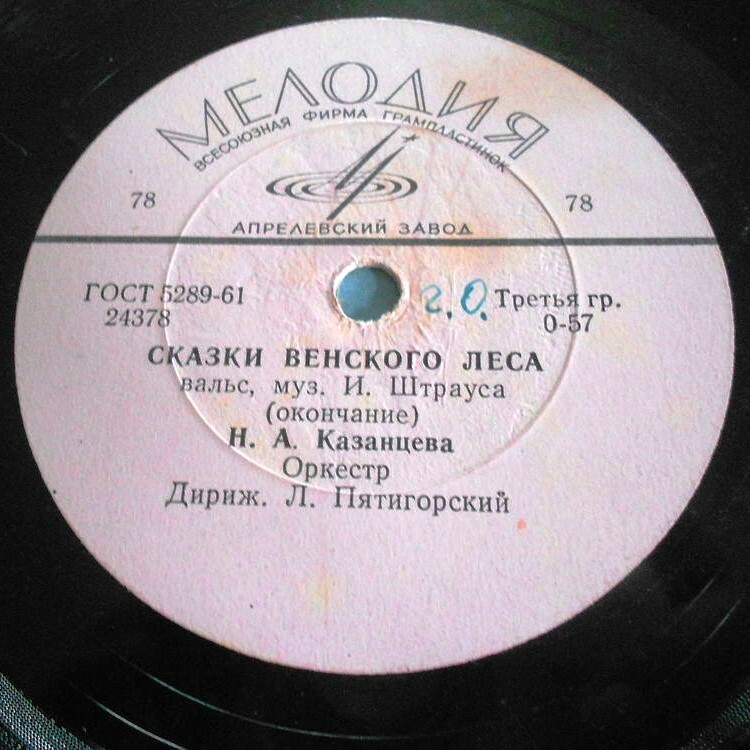 МЕЛОДИЯ
ВСЕСОЮЗНАЯ ФИРМА ГРАМПЛАСТИНОК
78
78
АПРЕЛЕВСКИЙ ЗАВОД
ГОСТ 5289-61
24378
г. О.
Третья гр.
0-57
СКАЗКИ ВЕНСКОГО ЛЕСА
вальс, муз. И. Штрауса
(окончание)
Н. А. Казанцева
Оркестр
Дириж. Л. Пятигорский